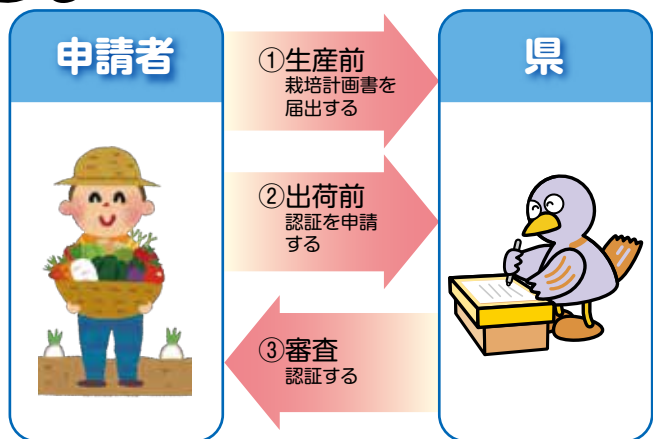 申請者
県
①生産前
栽培計画書を
届出する
②出荷前
認証を申請
する
③審査
認証する